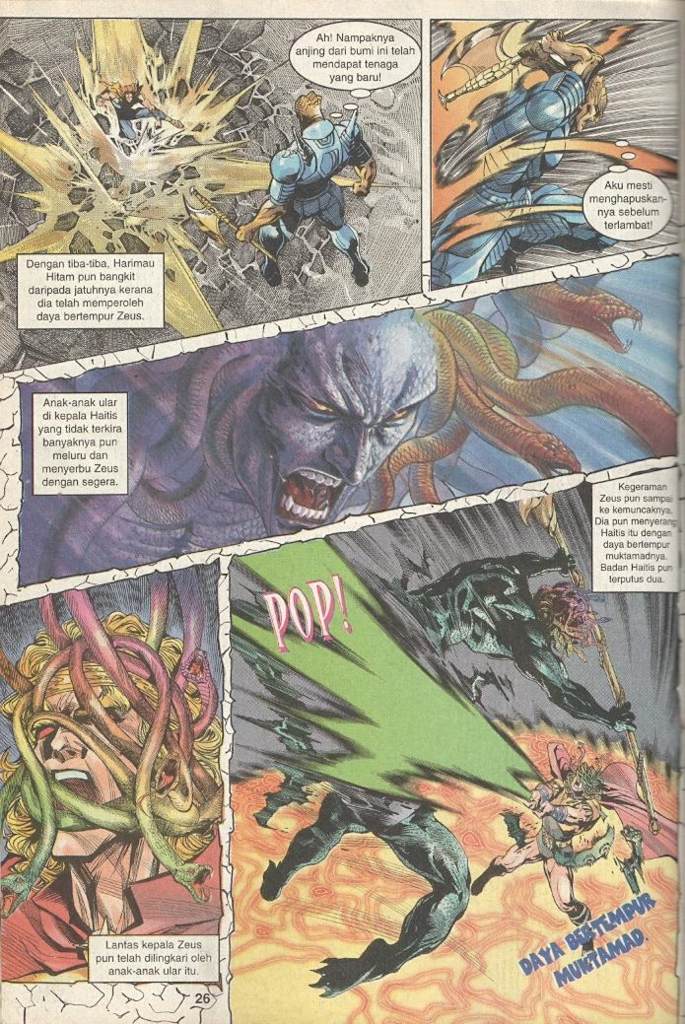 Ah! Nampaknya
anjing dari bumi ini telah
mendapat tenaga
yang baru!
Aku mesti
menghapuskan-
nya sebelum
terlambat!
Dengan tiba-tiba, Harimau
Hitam pun bangkit
daripada jatuhnya kerana
dia telah memperoleh
daya bertempur Zeus.
Anak-anak ular
di kepala Haitis
yang tidak terkira
banyaknya pun
meluru dan
menyerbu Zeus
dengan segera.
Kegeraman
Zeus pun sampai
ke kemuncaknya.
Dia pun menyerang
Haitis itu dengan
daya bertempur
muktamadnya.
Badan Haitis pun
terputus dua.
POP!
Lantas kepala Zeus
pun telah dilingkari oleh
anak-anak ular itu.
DAYA BERTEMPUR
MUKTAMAD.
26